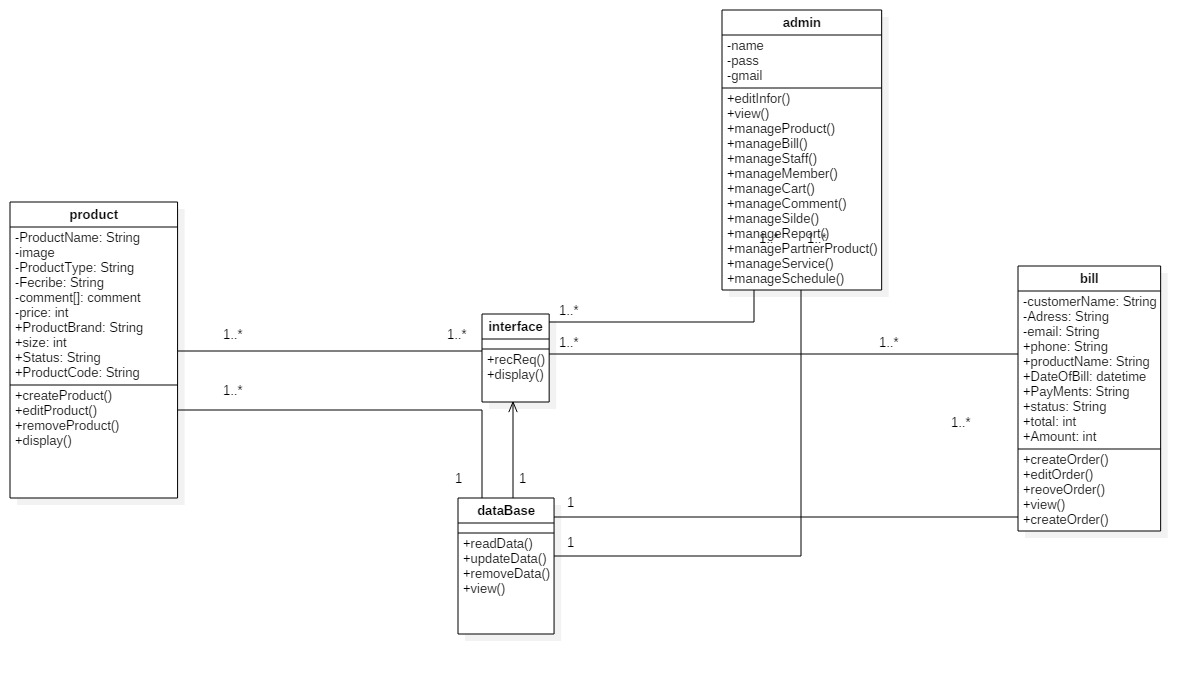 admin
-name
-pass
-gmail
+editInfor()
+view()
+manageProduct()
+manageBill()
+manageStaff()
+manageMember()
+manageCart()
+manageComment()
+manageSilde()
+manageReport()
1..* 1..*
+managePartnerProduct()
+manageService()
+manageSchedule()
product
-ProductName: String
-image
-ProductType: String
-Fecribe: String
-comment[]: comment
-price: int
+ProductBrand: String
+size: int
+Status: String
+ProductCode: String
+createProduct()
+editProduct()
+removeProduct()
+display()
1..*
1..*
1..*
interface
+recReq()
+display()
1..*
1..*
1..*
bill
-customerName: String
-Adress: String
-email: String
+phone: String
+productName: String
+DateOfBill: datetime
+PayMents: String
+status: String
+total: int
+Amount: int
+createOrder()
+editOrder()
+reoveOrder()
+view()
+createOrder()
1..*
1
1
1
1
dataBase
+readData()
+updateData()
+removeData()
+view()